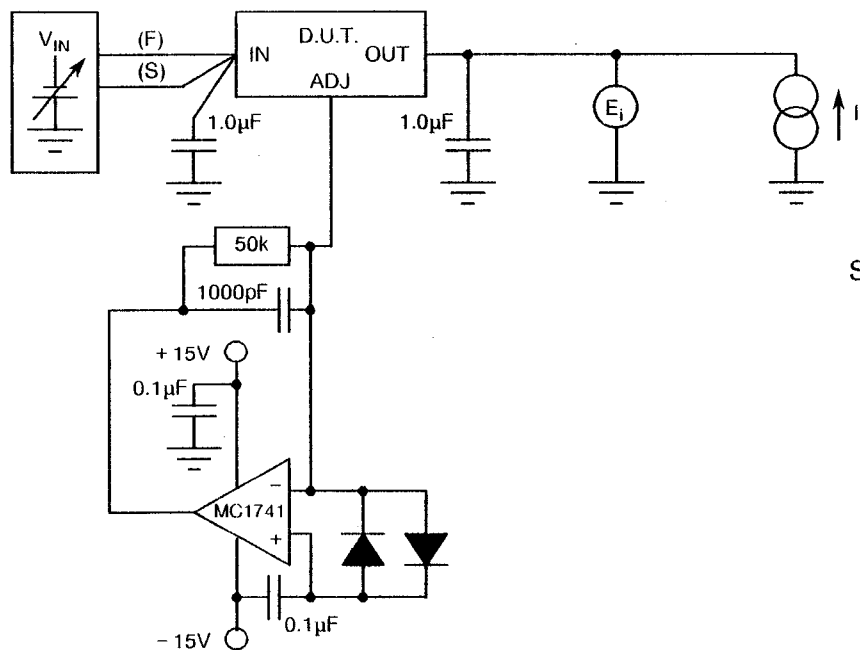 V_IN
(F)
(S)
IN
D.U.T.
OUT
ADJ
1.0µF
1.0µF
E_i
I
50k
1000pF
S
+15V
0.1µF
MC1741
−
+
0.1µF
−15V